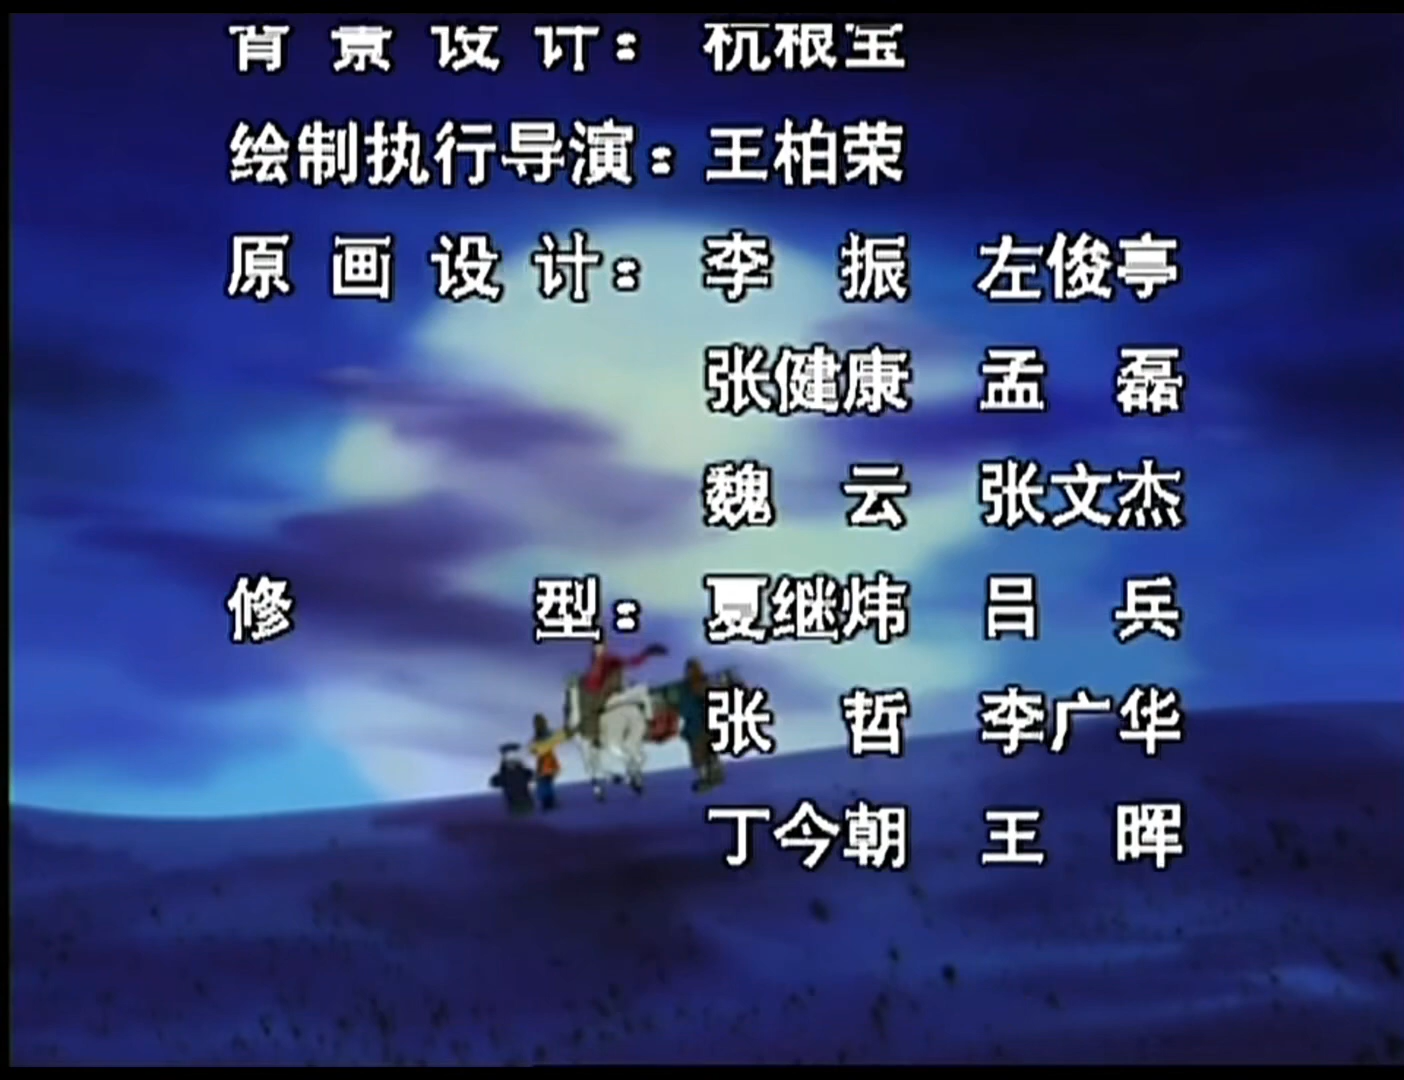 背景设计：杭根宝
绘制执行导演：王柏荣
原画设计：李振 左俊亭
张健康 孟磊
魏云 张文杰
修型：夏继炜 吕兵
张哲 李广华
丁今朝 王晖